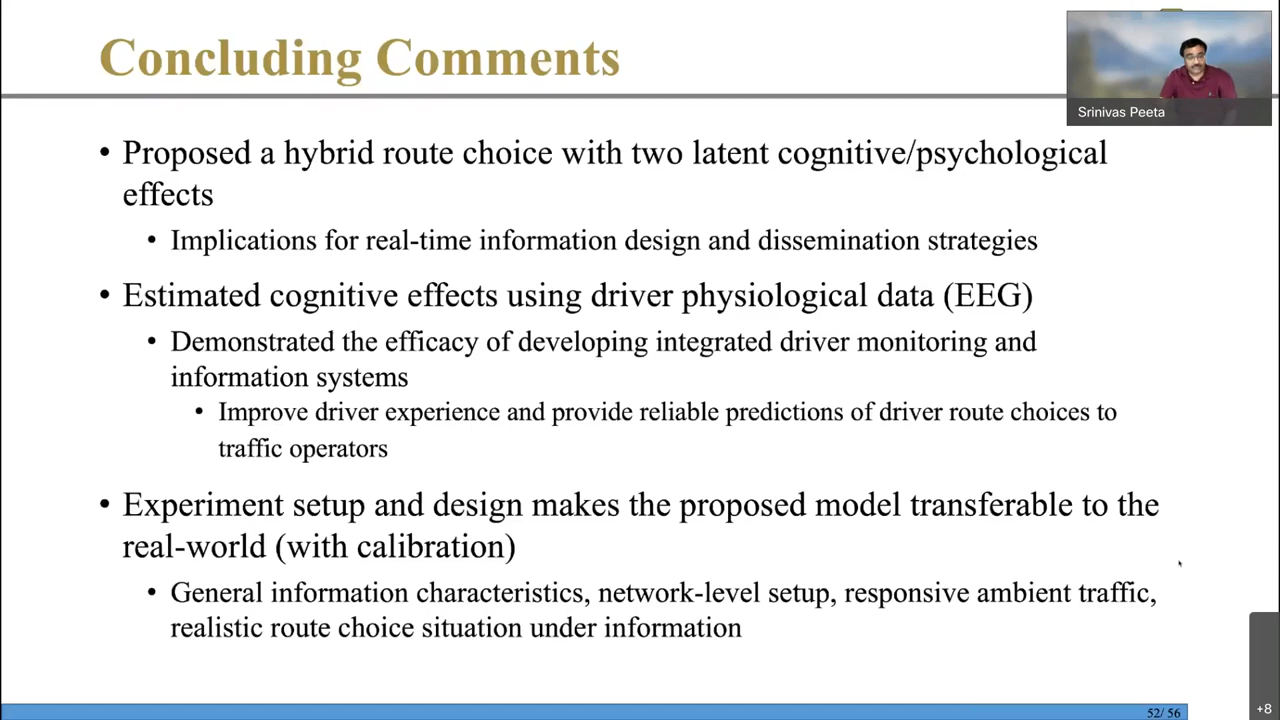 Concluding Comments
Srinivas Peeta
• Proposed a hybrid route choice with two latent cognitive/psychological
effects
• Implications for real-time information design and dissemination strategies
• Estimated cognitive effects using driver physiological data (EEG)
• Demonstrated the efficacy of developing integrated driver monitoring and
information systems
• Improve driver experience and provide reliable predictions of driver route choices to
traffic operators
• Experiment setup and design makes the proposed model transferable to the
real-world (with calibration)
• General information characteristics, network-level setup, responsive ambient traffic,
realistic route choice situation under information
52/ 56
+8